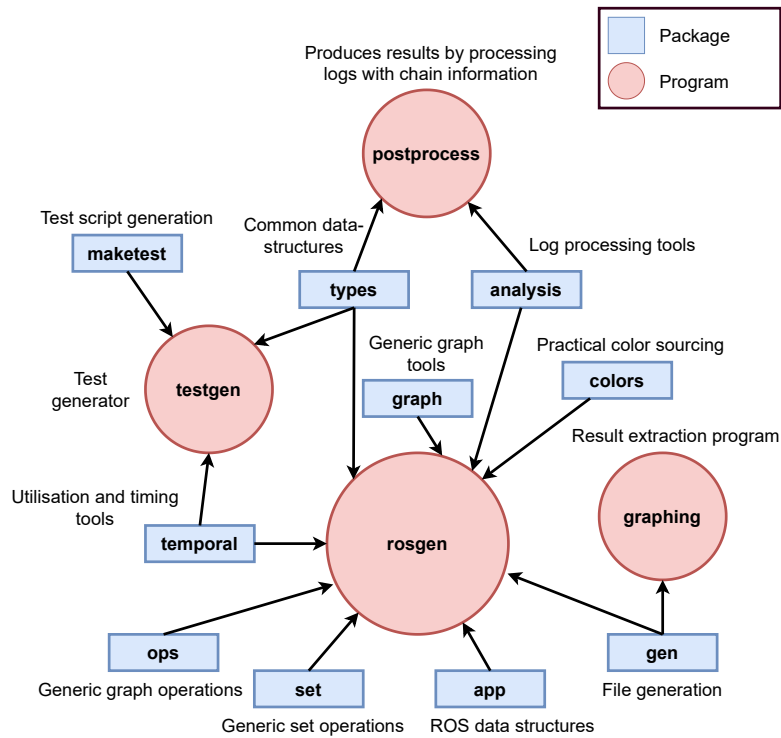 Package
Program
Produces results by processing
logs with chain information
postprocess
Test script generation
maketest
Common data-
structures
types
Log processing tools
analysis
Generic graph
tools
graph
Practical color sourcing
colors
Test
generator
testgen
Result extraction program
graphing
Utilisation and timing
tools
temporal
rosgen
ops
Generic graph operations
set
Generic set operations
app
ROS data structures
gen
File generation